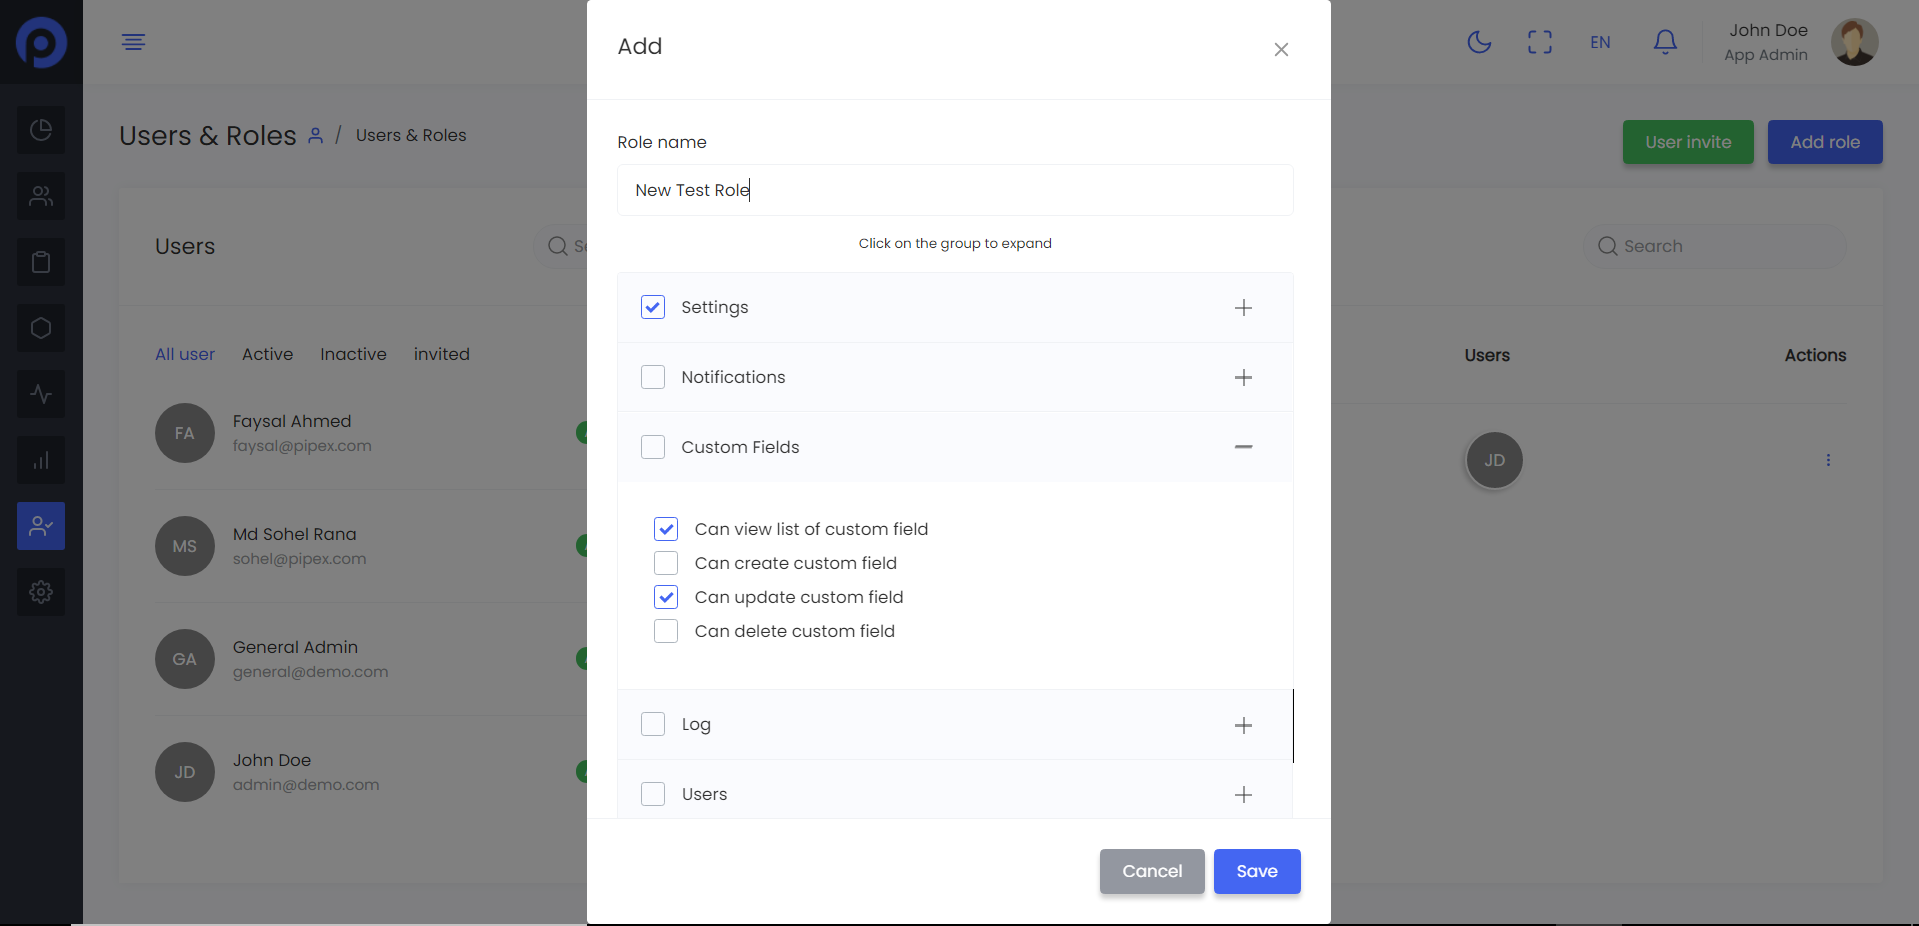 Add
EN
John Doe
App Admin
Users & Roles / Users & Roles
User invite
Add role
Role name
New Test Role
Click on the group to expand
Users
Search
All user Active Inactive invited
Users Actions
FA
Faysal Ahmed
faysal@pipex.com
MS
Md Sohel Rana
sohel@pipex.com
GA
General Admin
general@demo.com
JD
John Doe
admin@demo.com
JD
Settings
Notifications
Custom Fields
Can view list of custom field
Can create custom field
Can update custom field
Can delete custom field
Log
Users
Cancel
Save